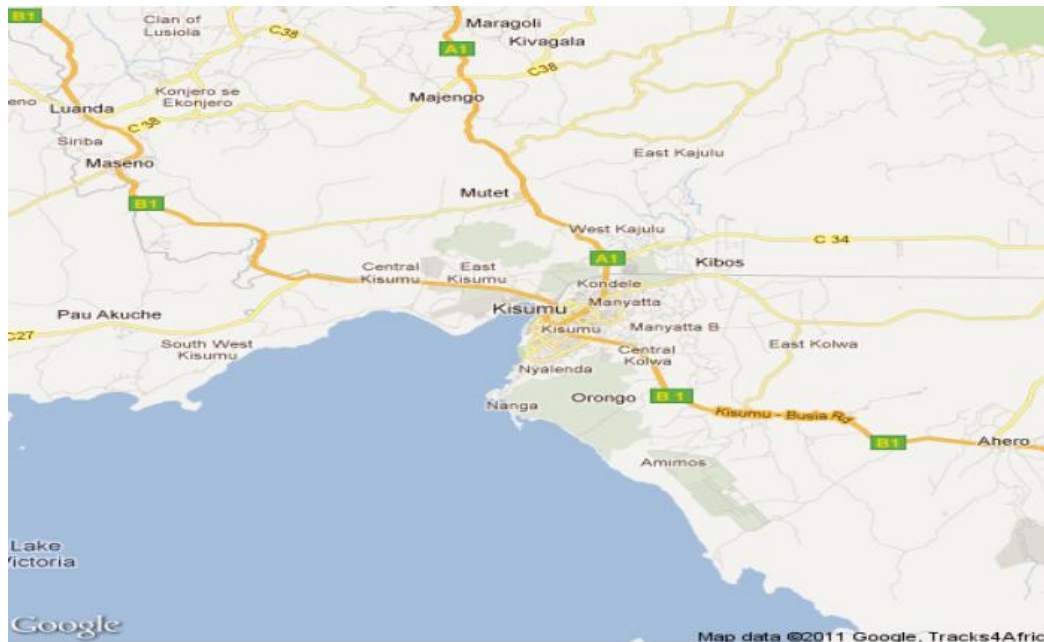 B1
Clan of
Lusiola
C38
Maragoli
Kivagala
A1
C38
Konjero se
Ekonjero
Majengo
eno
Luanda
C 38
Siriba
Maseno
East Kajulu
Mutet
B1
West Kajulu
C 34
A1
Kibos
Central
Kisumu
East
Kisumu
Kondele
Kisumu
Manyatta
Pau Akuche
C27
Kisumu
Manyatta B
South West
Kisumu
East Kolwa
Central
Kolwa
Nyalenda
Nanga
Orongo
B 1
Kisumu - Busia Rd
B1
Ahero
Amimos
Lake
Victoria
Google
Map data ©2011 Google, Tracks4Afric